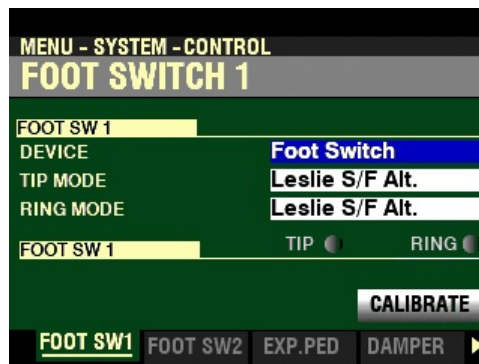 MENU - SYSTEM - CONTROL
FOOT SWITCH 1
FOOT SW 1
DEVICE Foot Switch
TIP MODE Leslie S/F Alt.
RING MODE Leslie S/F Alt.
FOOT SW 1 TIP RING
CALIBRATE
FOOT SW1 FOOT SW2 EXP.PED DAMPER